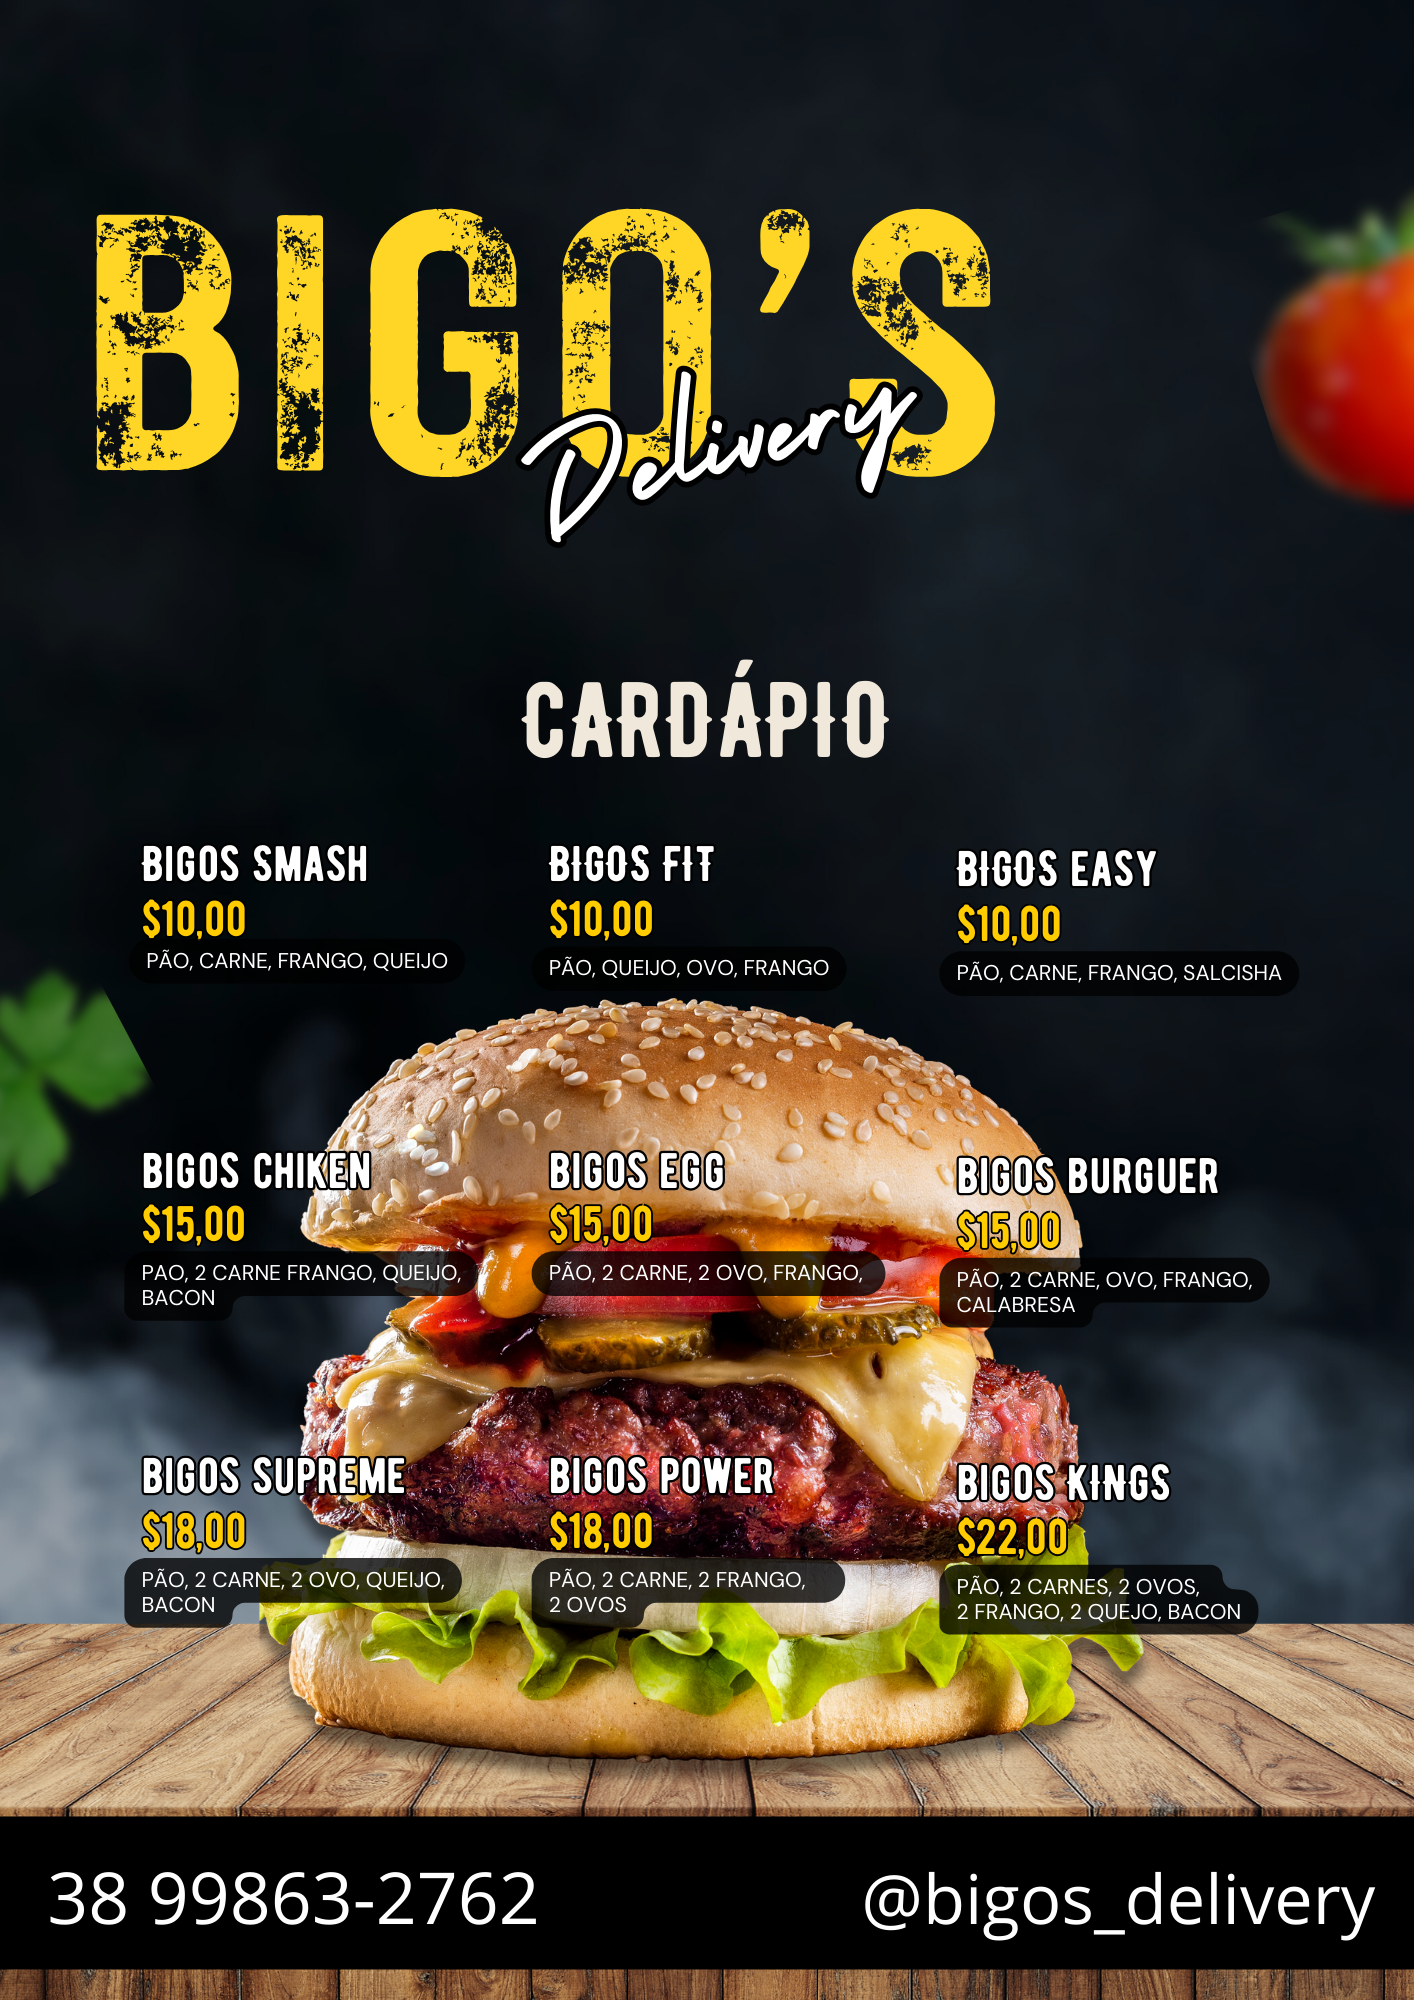 BIGO'S
Delivery
CARDÁPIO
BIGOS SMASH
$10,00
PÃO, CARNE, FRANGO, QUEIJO
BIGOS FIT
$10,00
PÃO, QUEIJO, OVO, FRANGO
BIGOS EASY
$10,00
PÃO, CARNE, FRANGO, SALCISHA
BIGOS CHIKEN
$15,00
PAO, 2 CARNE FRANGO, QUEIJO,
BACON
BIGOS EGG
$15,00
PÃO, 2 CARNE, 2 OVO, FRANGO,
BIGOS BURGUER
$15,00
PÃO, 2 CARNE, OVO, FRANGO,
CALABRESA
BIGOS SUPREME
$18,00
PÃO, 2 CARNE, 2 OVO, QUEIJO,
BACON
BIGOS POWER
$18,00
PÃO, 2 CARNE, 2 FRANGO,
2 OVOS
BIGOS KINGS
$22,00
PÃO, 2 CARNES, 2 OVOS,
2 FRANGO, 2 QUEJO, BACON
38 99863-2762
@bigos_delivery